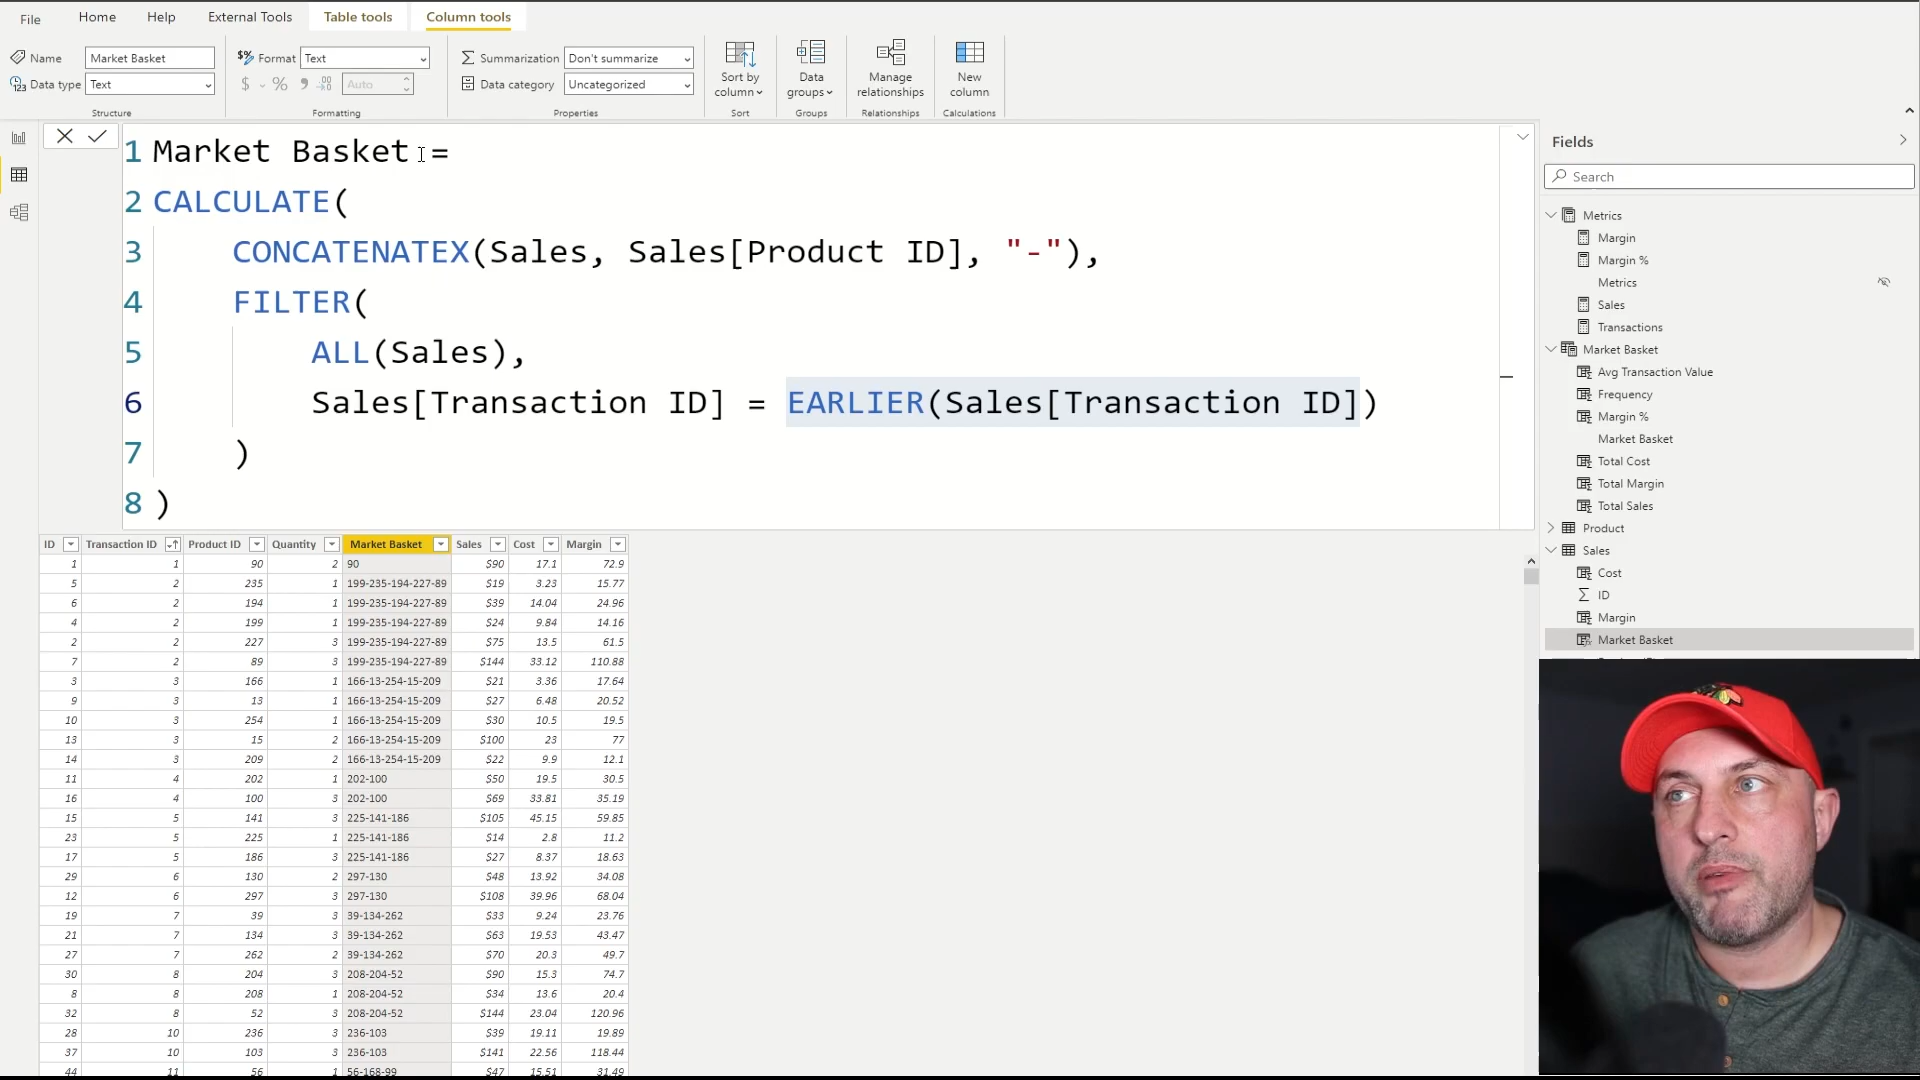 File Home Help External Tools Table tools Column tools
Name Market Basket
Data type Text
Structure
Format Text
$ % Auto
Formatting
Summarization Don't summarize
Data category Uncategorized
Properties
Sort by column
Sort
Data groups
Groups
Manage relationships
Relationships
New column
Calculations
1 Market Basket =
2 CALCULATE(
3 CONCATENATEX(Sales, Sales[Product ID], "-"),
4 FILTER(
5 ALL(Sales),
6 Sales[Transaction ID] = EARLIER(Sales[Transaction ID])
7 )
8 )
ID Transaction ID Product ID Quantity Market Basket Sales Cost Margin
1 1 90 2 90 $90 17.1 72.9
5 2 235 1 199-235-194-227-89 $19 3.23 15.77
6 2 194 1 199-235-194-227-89 $39 14.04 24.96
4 2 199 1 199-235-194-227-89 $24 9.84 14.16
2 2 227 3 199-235-194-227-89 $75 13.5 61.5
7 2 89 3 199-235-194-227-89 $144 33.12 110.88
3 3 166 1 166-13-254-15-209 $21 3.36 17.64
9 3 13 1 166-13-254-15-209 $27 6.48 20.52
10 3 254 1 166-13-254-15-209 $30 10.5 19.5
13 3 15 2 166-13-254-15-209 $100 23 77
14 3 209 2 166-13-254-15-209 $22 9.9 12.1
11 4 202 1 202-100 $50 19.5 30.5
16 4 100 3 202-100 $69 33.81 35.19
15 5 141 3 225-141-186 $105 45.15 59.85
23 5 225 1 225-141-186 $14 2.8 11.2
17 5 186 3 225-141-186 $27 8.37 18.63
29 6 130 2 297-130 $48 13.92 34.08
12 6 297 3 297-130 $108 39.96 68.04
19 7 39 3 39-134-262 $33 9.24 23.76
21 7 134 3 39-134-262 $63 19.53 43.47
27 7 262 2 39-134-262 $70 20.3 49.7
30 8 204 3 208-204-52 $90 15.3 74.7
8 8 208 1 208-204-52 $34 13.6 20.4
32 8 52 3 208-204-52 $144 23.04 120.96
28 10 236 3 236-103 $39 19.11 19.89
37 10 103 3 236-103 $141 22.56 118.44
44 11 56 1 56-168-99 $47 15.51 31.49
Fields
Search
Metrics
Margin
Margin %
Metrics
Sales
Transactions
Market Basket
Avg Transaction Value
Frequency
Margin %
Market Basket
Total Cost
Total Margin
Total Sales
Product
Sales
Cost
ID
Margin
Market Basket